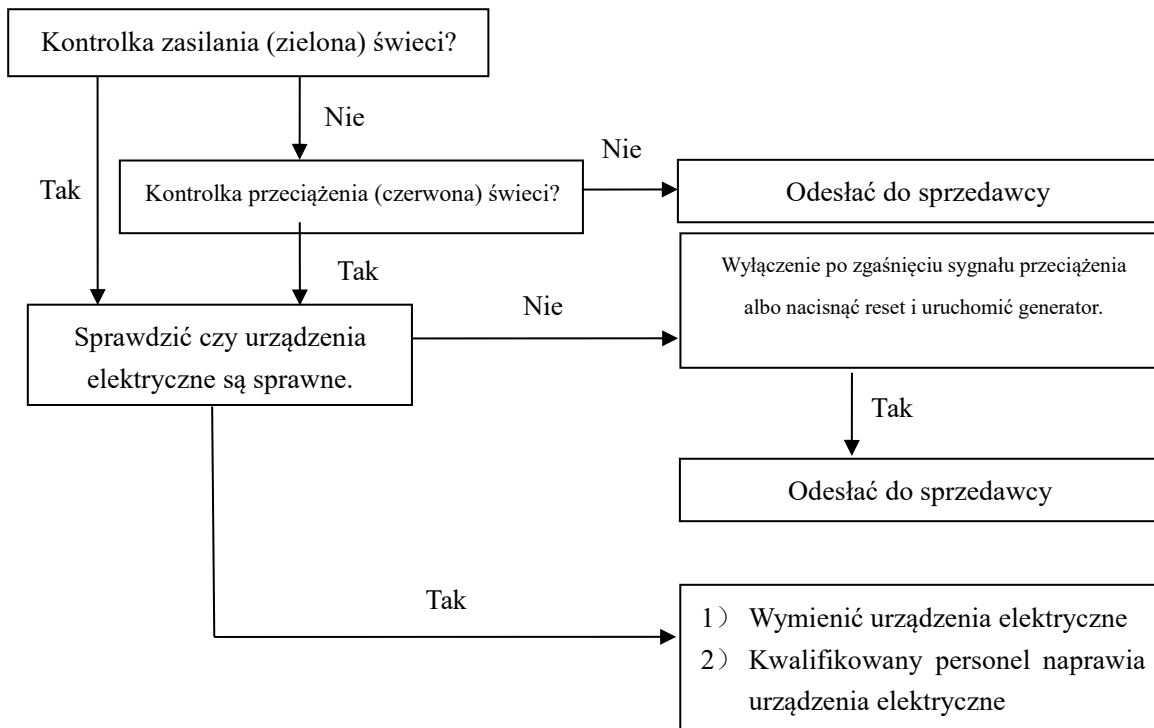 Kontrolka zasilania (zielona) świeci?
Nie
Nie
Tak
Kontrolka przeciążenia (czerwona) świeci?
Odesłać do sprzedawcy
Tak
Wyłączenie po zgaśnięciu sygnału przeciążenia
albo nacisnąć reset i uruchomić generator.
Nie
Sprawdzić czy urządzenia
elektryczne są sprawne.
Tak
Odesłać do sprzedawcy
Tak
1） Wymienić urządzenia elektryczne
2） Kwalifikowany personel naprawia
urządzenia elektryczne